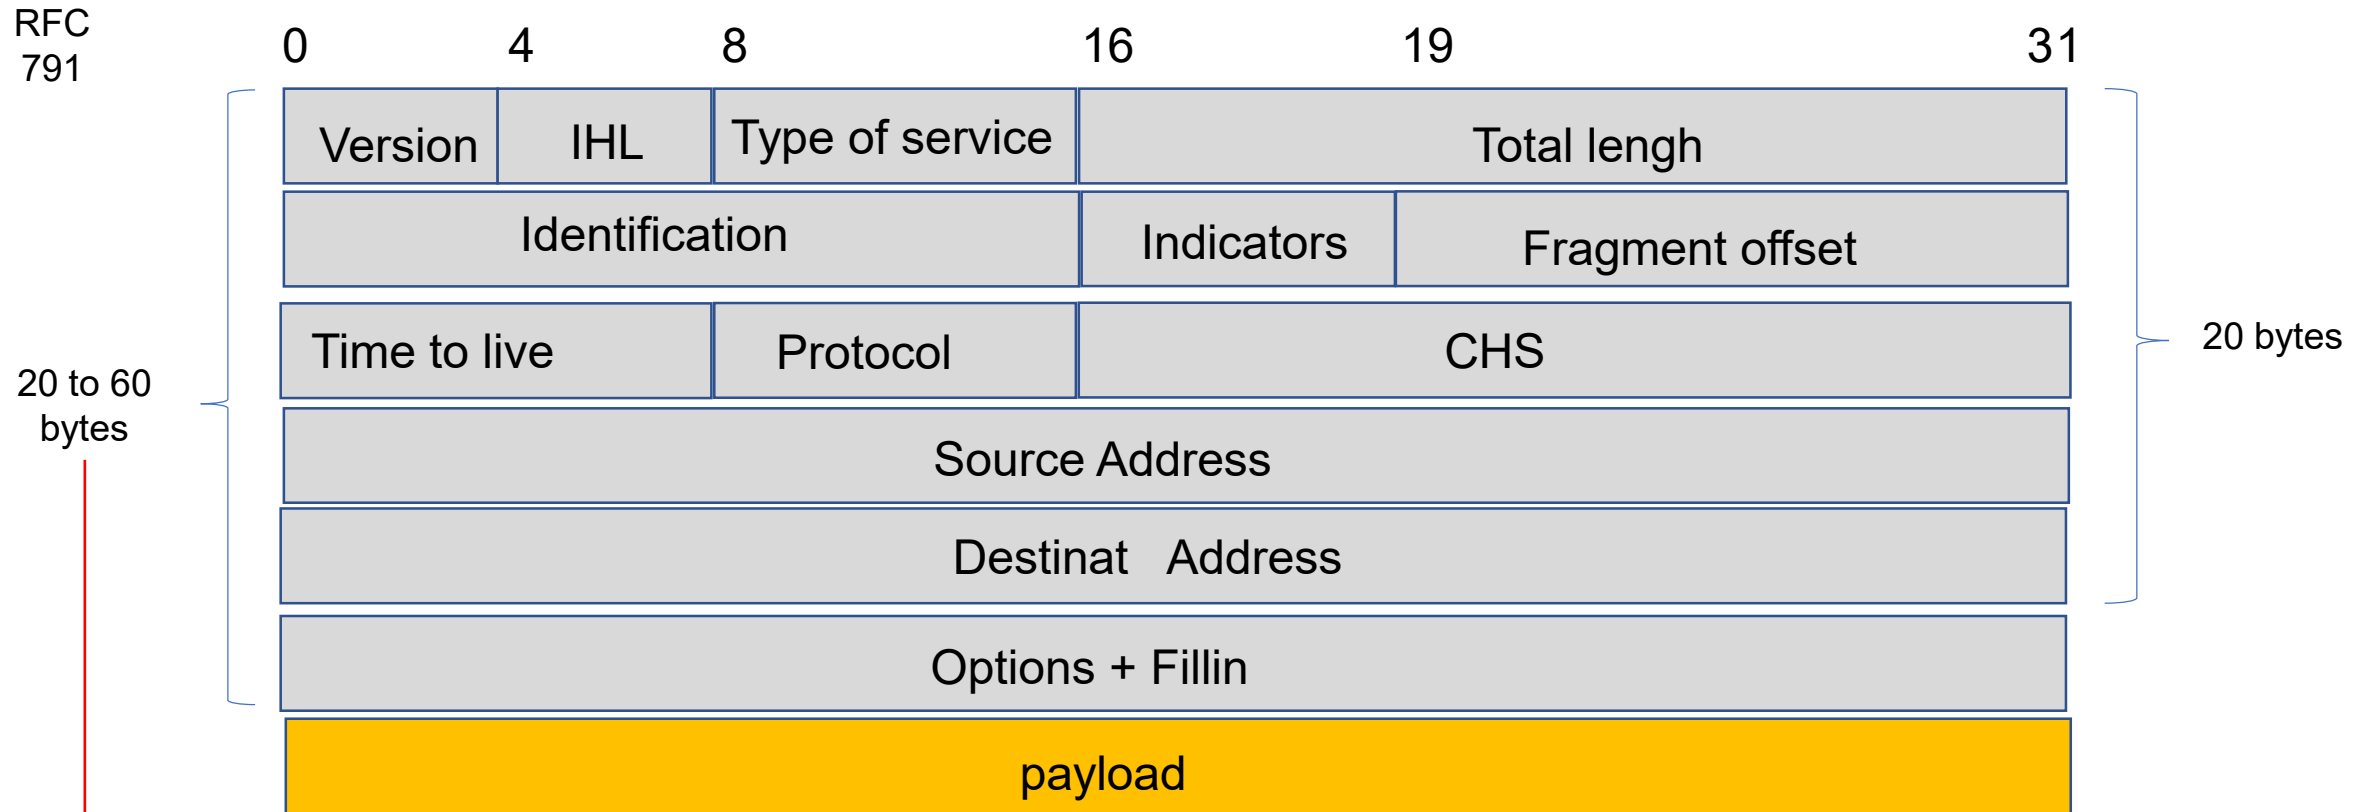 RFC
791
0 4 8 16 19 31
Version IHL Type of service Total lengh
Identification Indicators Fragment offset
Time to live Protocol CHS
20 bytes
20 to 60
bytes
Source Address
Destinat Address
Options + Fillin
payload